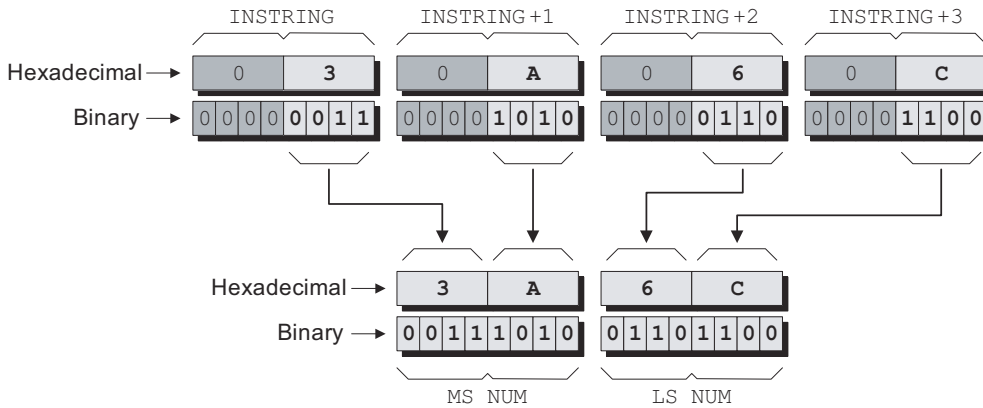 INSTRING INSTRING+1 INSTRING+2 INSTRING+3
Hexadecimal 0 3 0 A 0 6 0 C
Binary 0 0 0 0 0 0 1 1 0 0 0 0 1 0 1 0 0 0 0 0 0 1 1 0 0 0 0 0 1 1 0 0
Hexadecimal 3 A 6 C
Binary 0 0 1 1 1 0 1 0 0 1 1 0 1 1 0 0
MS NUM LS NUM